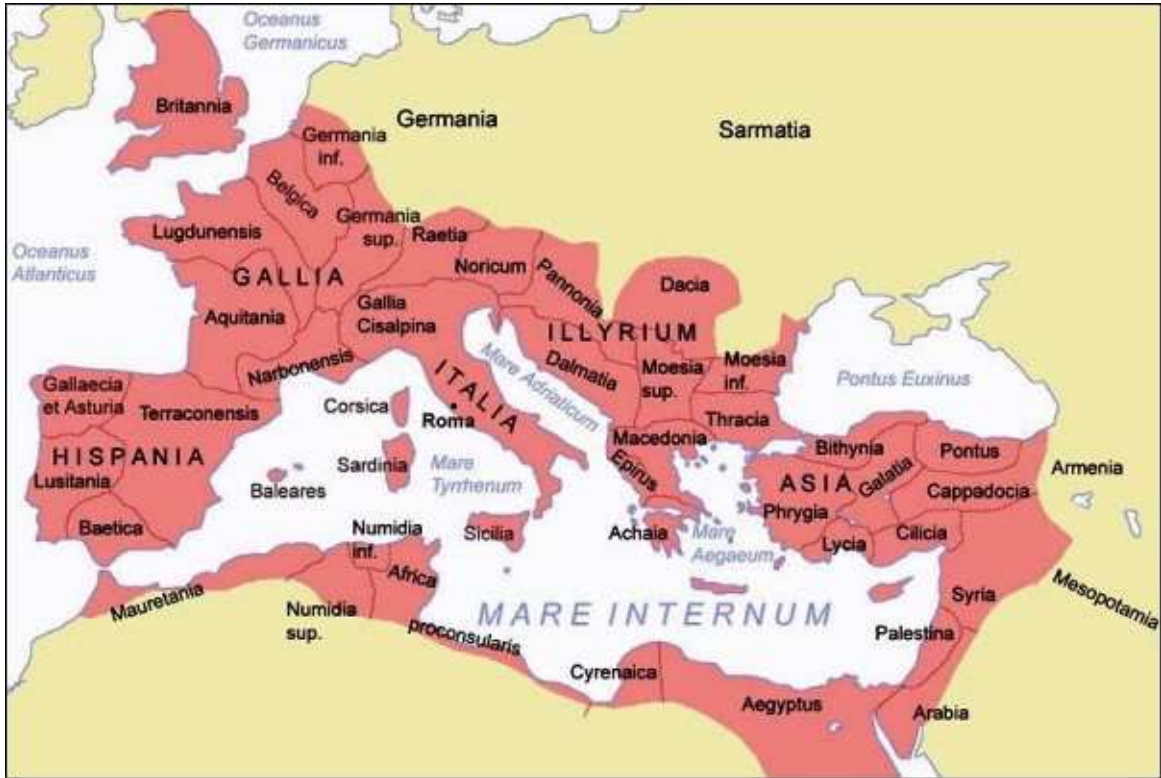 Oceanus
Germanicus
Britannia
Germania
Sarmatia
Germania
inf.
Belgica
Lugdunensis
Germania
sup.
Raetia
Oceanus
Atlanticus
GALLIA
Noricum
Pannonia
Dacia
Aquitania
Gallia
Cisalpina
ILLYRIUM
Narbonensis
Dalmatia
Moesia
sup.
Moesia
inf.
Pontus Euxinus
Gallaecia
et Asturia
Terraconensis
Corsica
ITALIA
Roma
Mare Adriaticum
Thracia
Macedonia
Bithynia
Pontus
HISPANIA
Lusitania
Sardinia
Mare
Tyrrhenum
Epirus
ASIA
Galatia
Armenia
Cappadocia
Baleares
Phrygia
Baetica
Numidia
inf.
Sicilia
Achaia
Mare
Aegaeum
Lycia
Cilicia
Africa
proconsularis
Mauretania
Numidia
sup.
MARE INTERNUM
Syria
Mesopotamia
Palestina
Cyrenaica
Aegyptus
Arabia